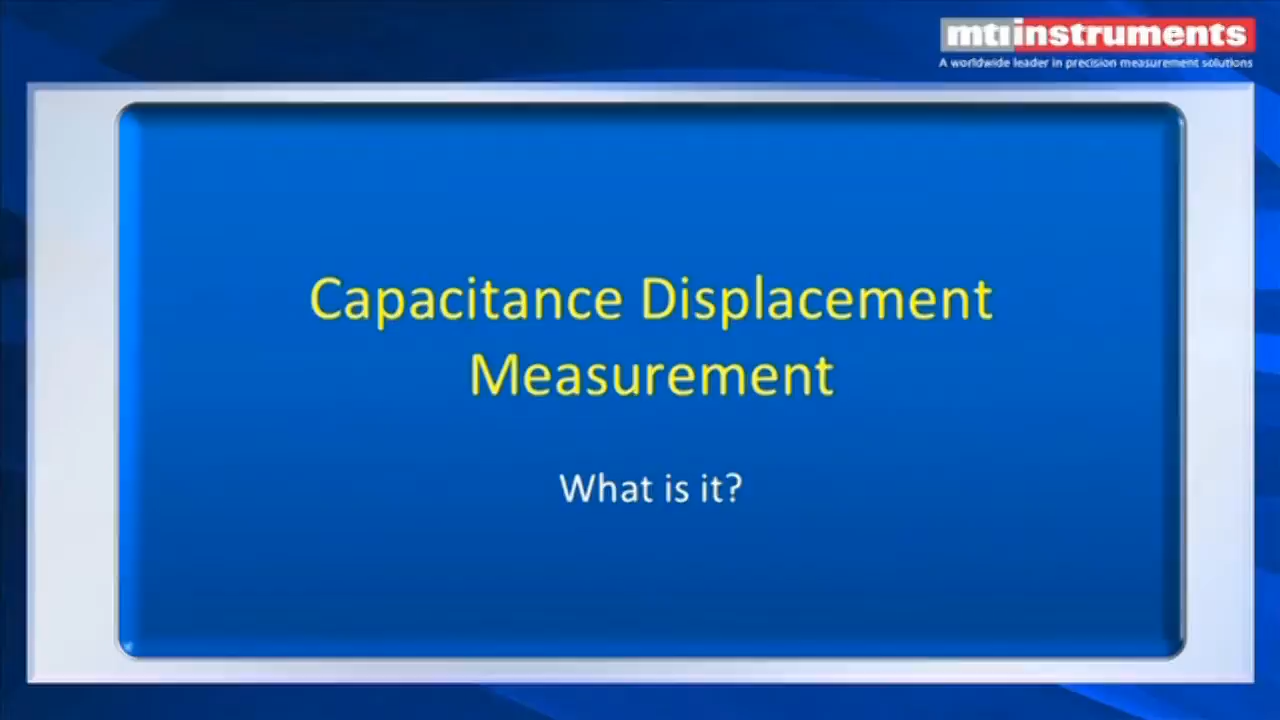 mtiinstruments
A worldwide leader in precision measurement solutions
Capacitance Displacement
Measurement
What is it?